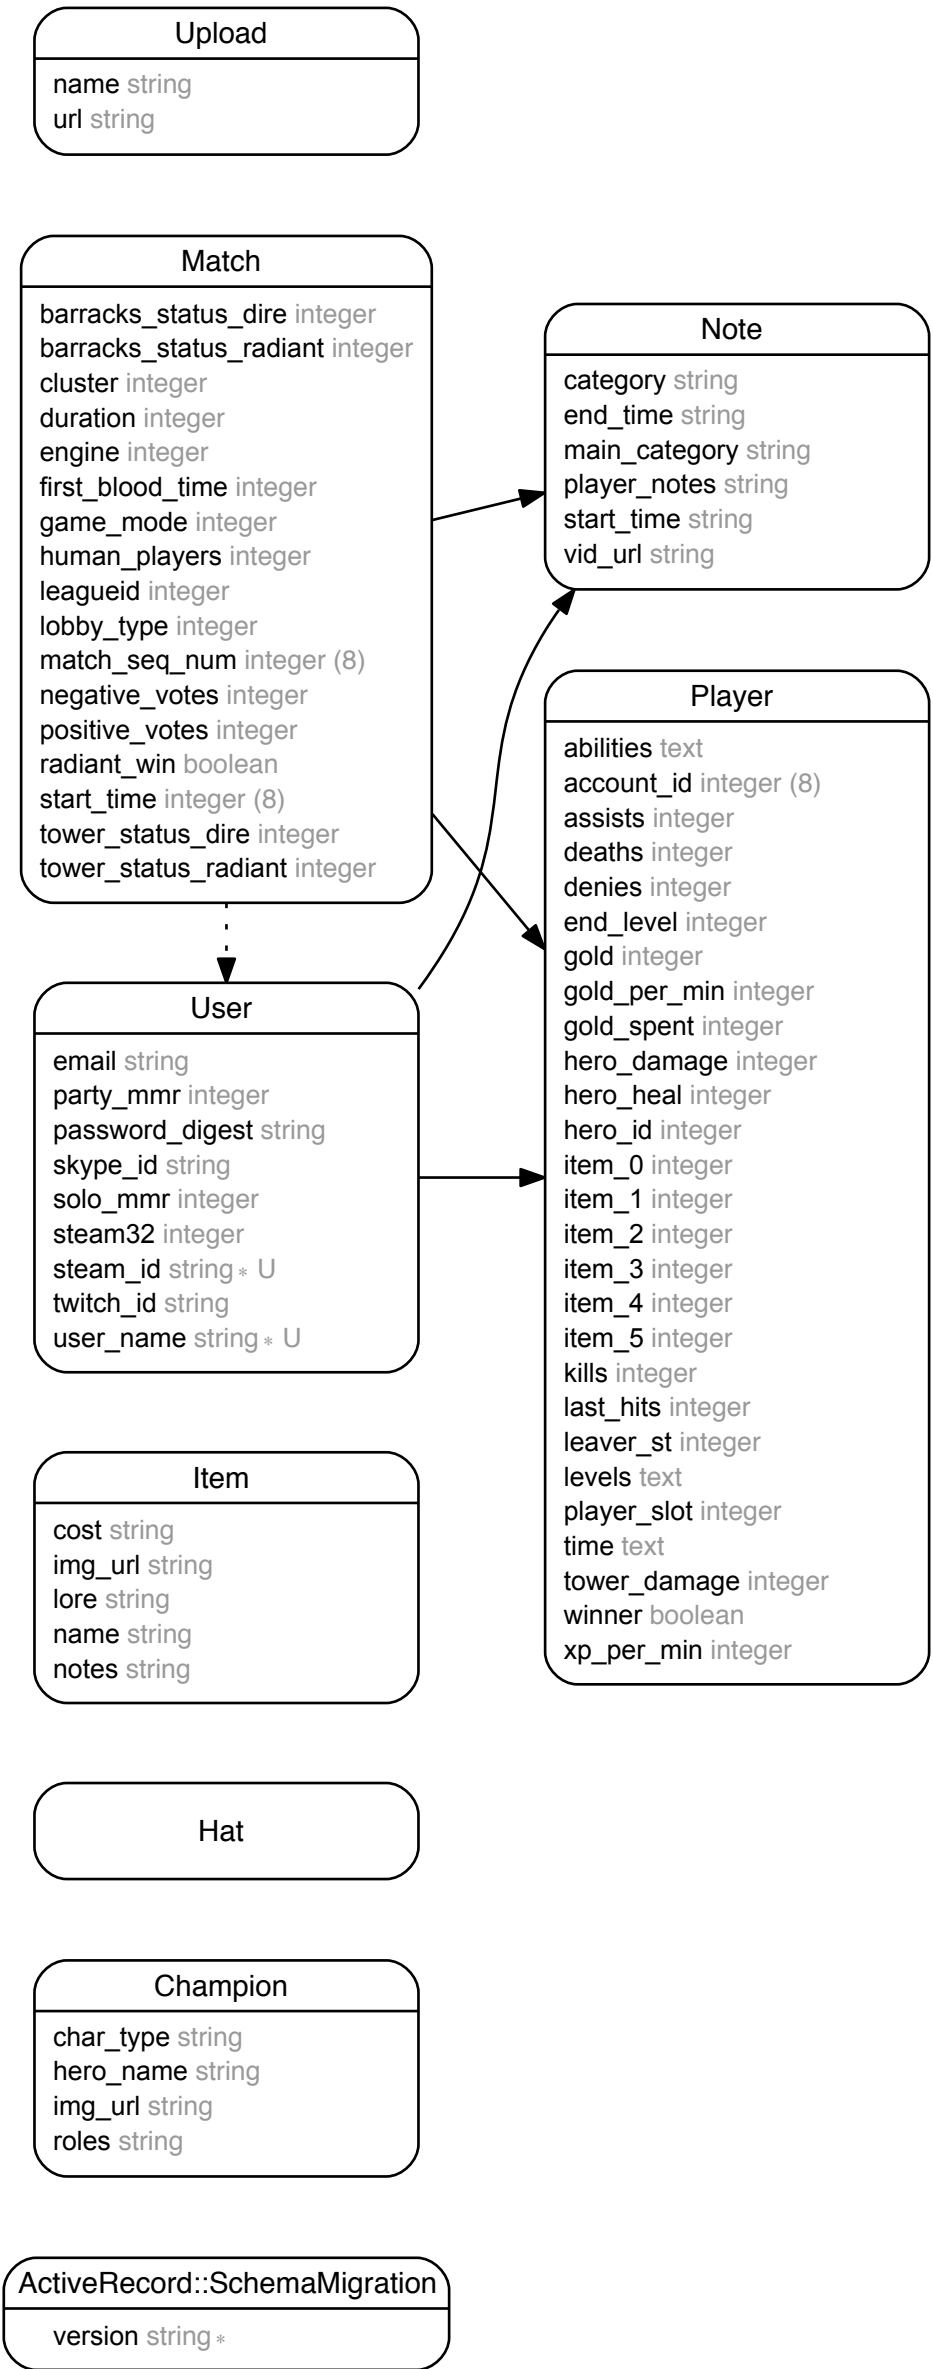 Upload
name string
url string
Match
barracks_status_dire integer
barracks_status_radiant integer
cluster integer
duration integer
engine integer
first_blood_time integer
game_mode integer
human_players integer
leagueid integer
lobby_type integer
match_seq_num integer (8)
negative_votes integer
positive_votes integer
radiant_win boolean
start_time integer (8)
tower_status_dire integer
tower_status_radiant integer
Note
category string
end_time string
main_category string
player_notes string
start_time string
vid_url string
Player
abilities text
account_id integer (8)
assists integer
deaths integer
denies integer
end_level integer
gold integer
gold_per_min integer
gold_spent integer
hero_damage integer
hero_heal integer
hero_id integer
item_0 integer
item_1 integer
item_2 integer
item_3 integer
item_4 integer
item_5 integer
kills integer
last_hits integer
leaver_st integer
levels text
player_slot integer
time text
tower_damage integer
winner boolean
xp_per_min integer
User
email string
party_mmr integer
password_digest string
skype_id string
solo_mmr integer
steam32 integer
steam_id string * U
twitch_id string
user_name string * U
Item
cost string
img_url string
lore string
name string
notes string
Hat
Champion
char_type string
hero_name string
img_url string
roles string
ActiveRecord::SchemaMigration
version string *